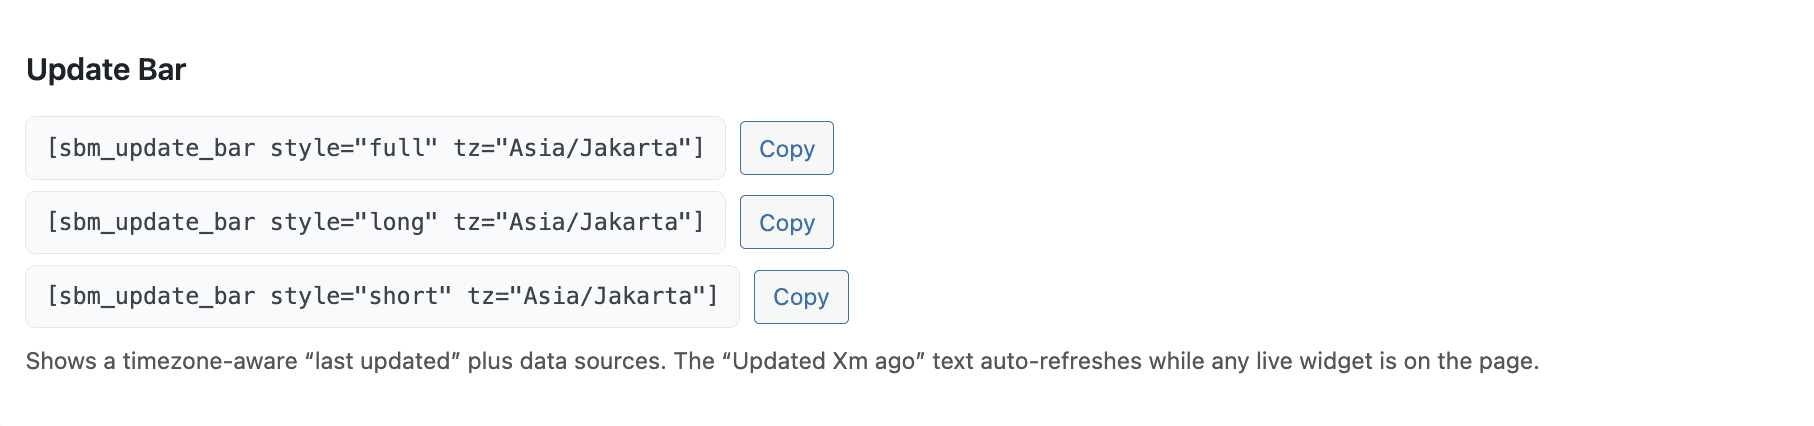 Update Bar
[sbm_update_bar style="full" tz="Asia/Jakarta"] Copy
[sbm_update_bar style="long" tz="Asia/Jakarta"] Copy
[sbm_update_bar style="short" tz="Asia/Jakarta"] Copy
Shows a timezone-aware “last updated” plus data sources. The “Updated Xm ago” text auto-refreshes while any live widget is on the page.